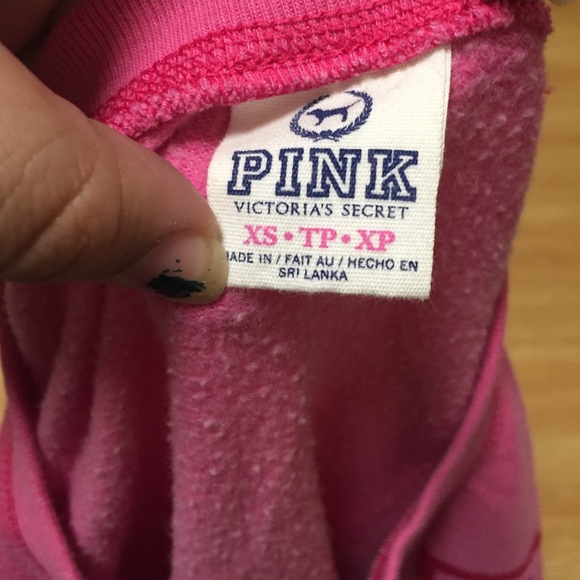 PINK
VICTORIA'S SECRET
XS • TP • XP
MADE IN / FAIT AU / HECHO EN
SRI LANKA